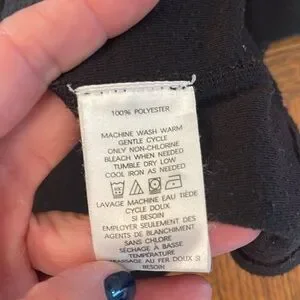 100% POLYESTER
MACHINE WASH WARM
GENTLE CYCLE
ONLY NON-CHLORINE
BLEACH WHEN NEEDED
TUMBLE DRY LOW
COOL IRON AS NEEDED
LAVAGE MACHINE EAU TIÈDE
CYCLE DOUX
SI BESOIN
EMPLOYER SEULEMENT DES
AGENTS DE BLANCHIMENT
SANS CHLORE
SÉCHAGE À BASSE
TEMPÉRATURE
AU FER DOUX SI
BESOIN